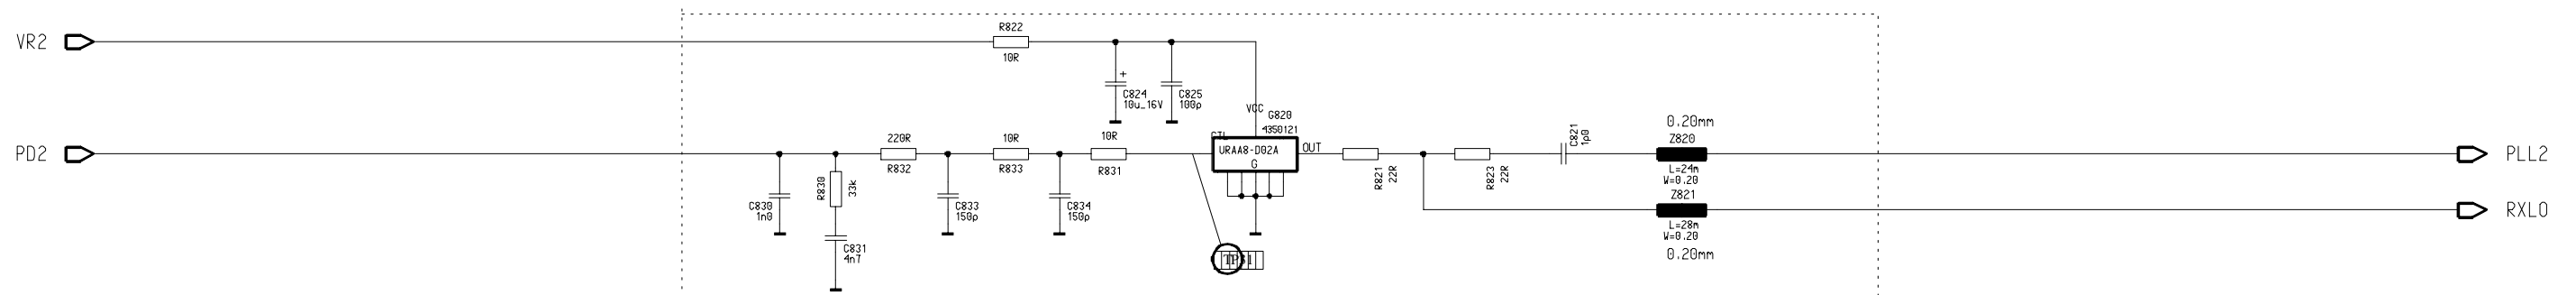 R822
VR2
10R
C824
10u_16V
C825
100p
VCC
G820
4350121
0.20mm
C821
1p0
Z820
220R
10R
10R
CTL
URAA8-D02A
OUT
G
PD2
PLL2
R832
R833
R831
R821
22R
R823
22R
L=24m
W=0.20
Z821
R830
33k
C830
1n0
C833
150p
C834
150p
RXLO
L=28m
W=0.20
0.20mm
C831
4n7